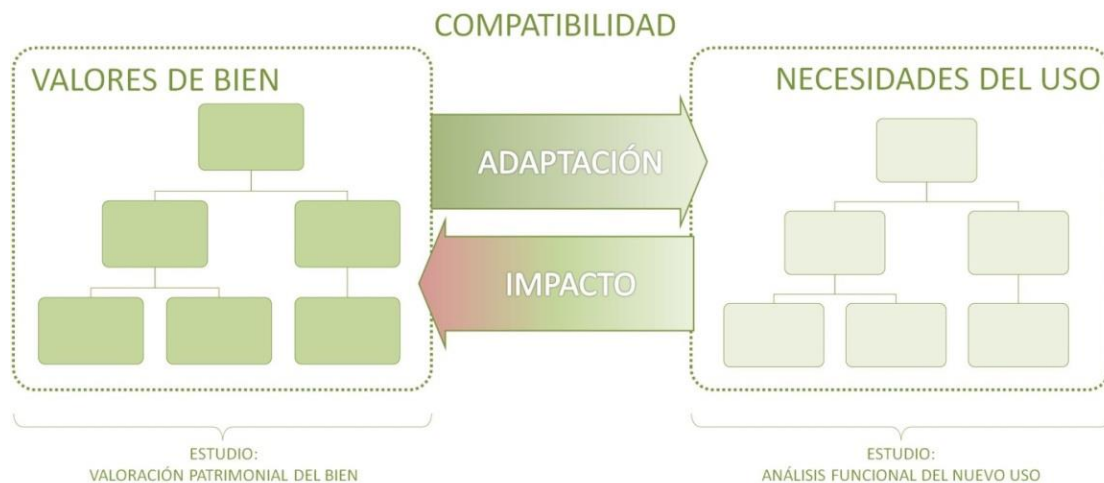 COMPATIBILIDAD
VALORES DE BIEN
NECESIDADES DEL USO
ADAPTACIÓN
IMPACTO
ESTUDIO:
VALORACIÓN PATRIMONIAL DEL BIEN
ESTUDIO:
ANÁLISIS FUNCIONAL DEL NUEVO USO